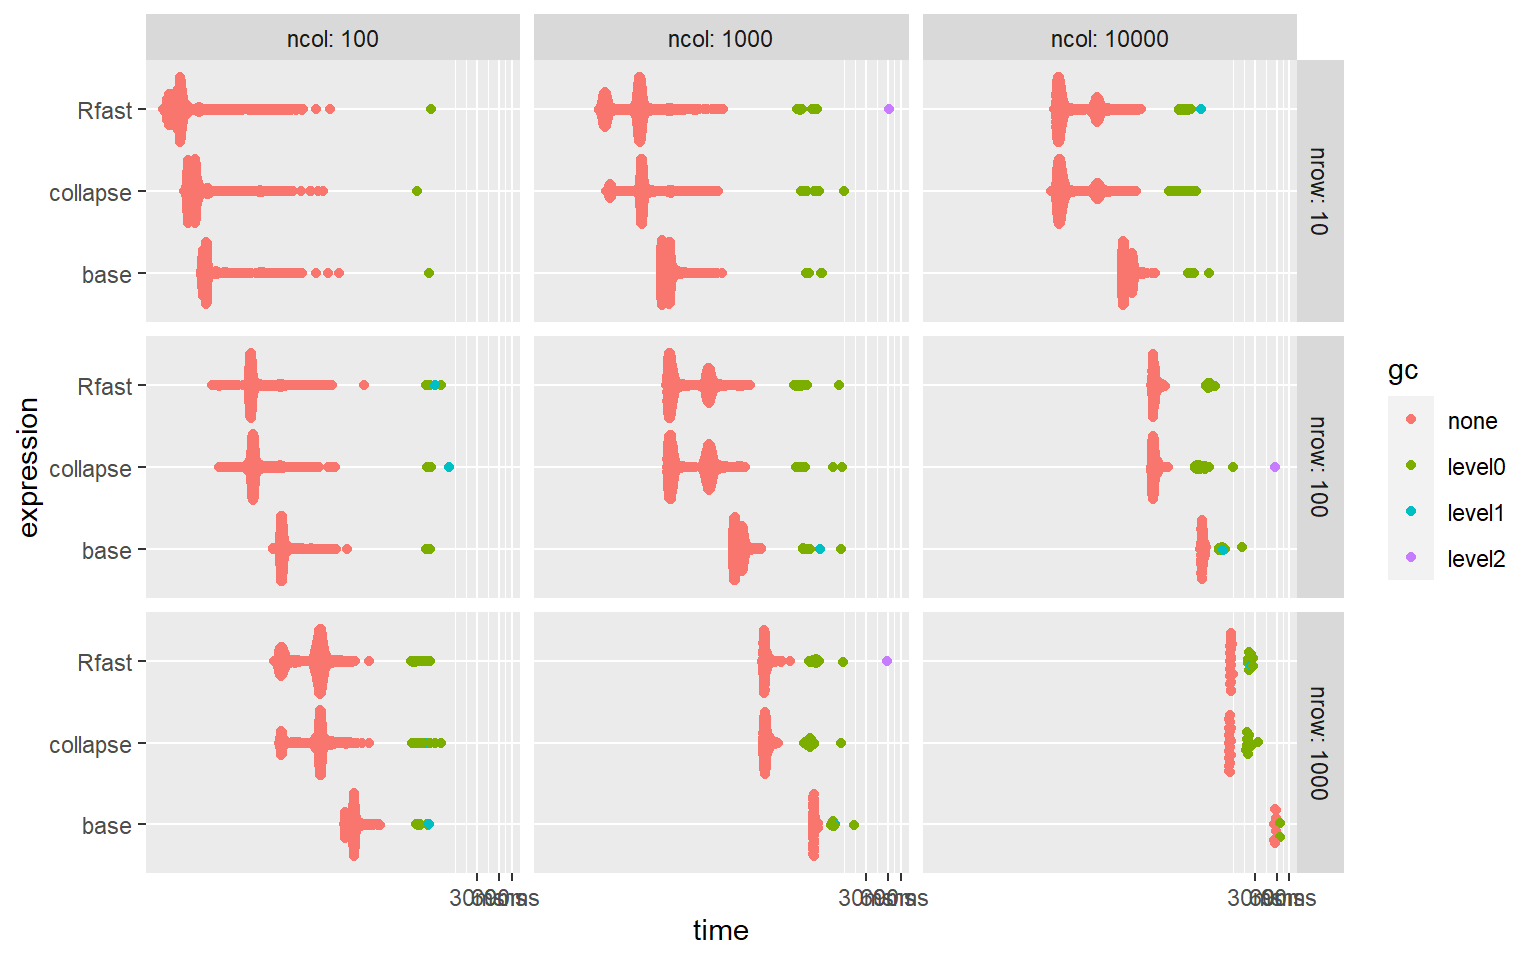 ncol: 100
ncol: 1000
ncol: 10000
Rfast
collapse
base
nrow: 10
Rfast
collapse
base
nrow: 100
Rfast
collapse
base
nrow: 1000
expression
time
gc
none
level0
level1
level2